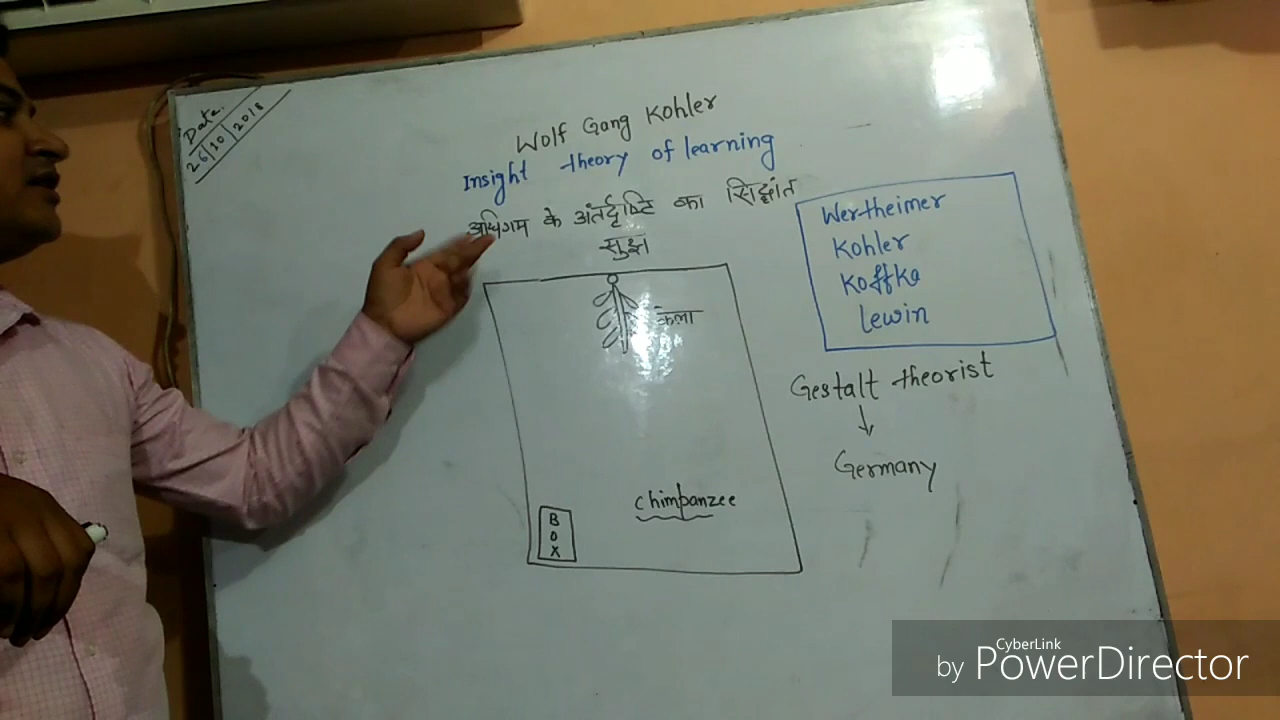 Date.
26/10/2018
Wolf Gang Kohler
Insight theory of learning
अधिगम के अंतर्दृष्टि का सिद्धांत
सुझ
केला
Chimpanzee
BOX
Wertheimer
Kohler
Koffka
Lewin
Gestalt theorist
↓
Germany
CyberLink
by PowerDirector